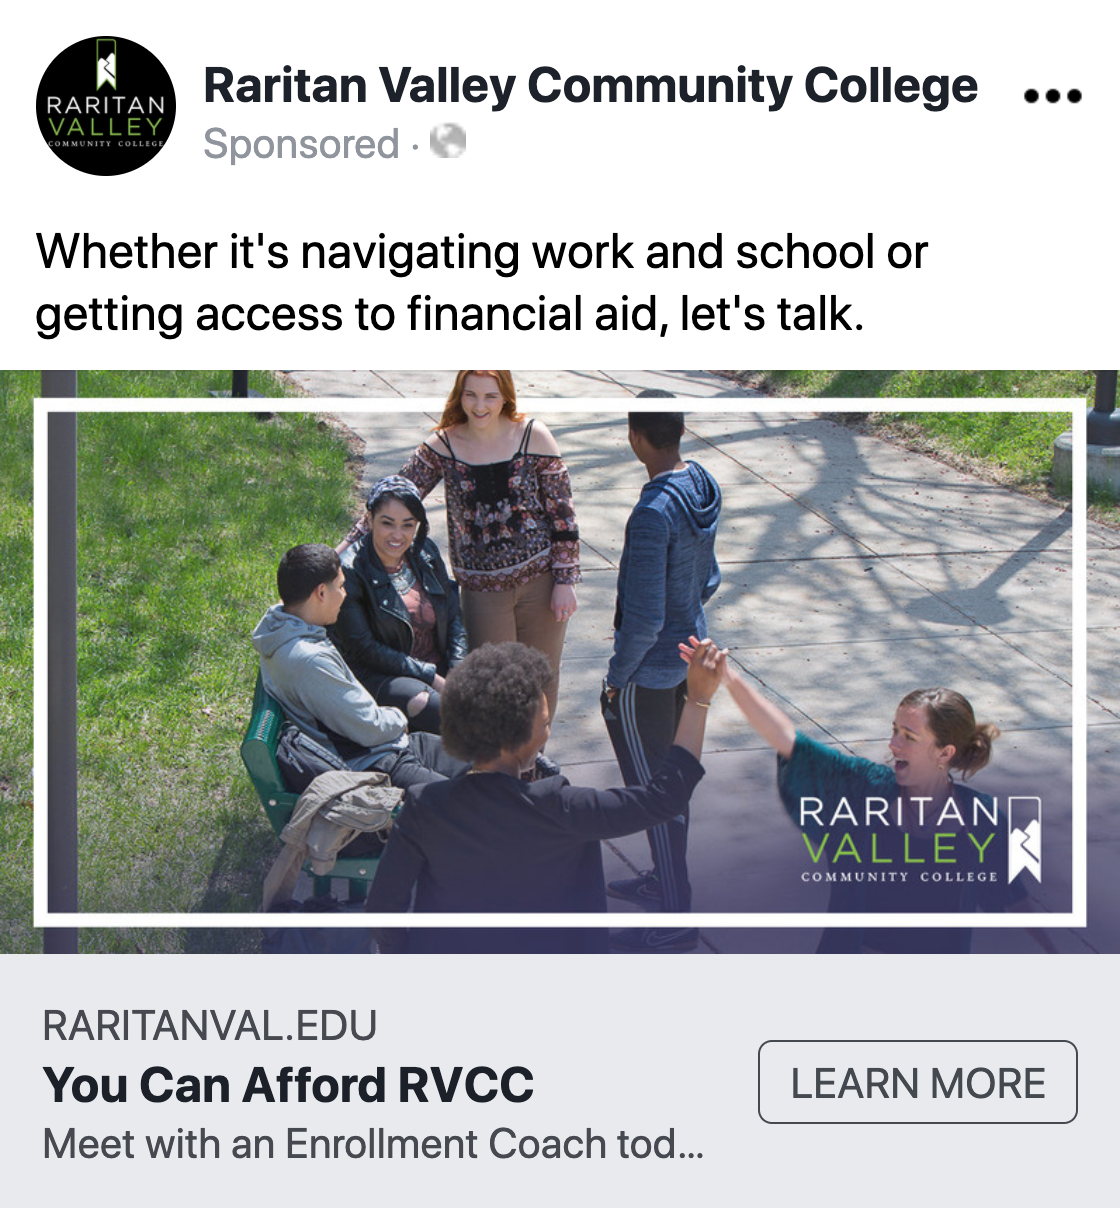 RARITAN
VALLEY
COMMUNITY COLLEGE
Raritan Valley Community College
Sponsored ·
Whether it's navigating work and school or
getting access to financial aid, let's talk.
RARITAN
VALLEY
COMMUNITY COLLEGE
RARITANVAL.EDU
You Can Afford RVCC
Meet with an Enrollment Coach tod...
LEARN MORE